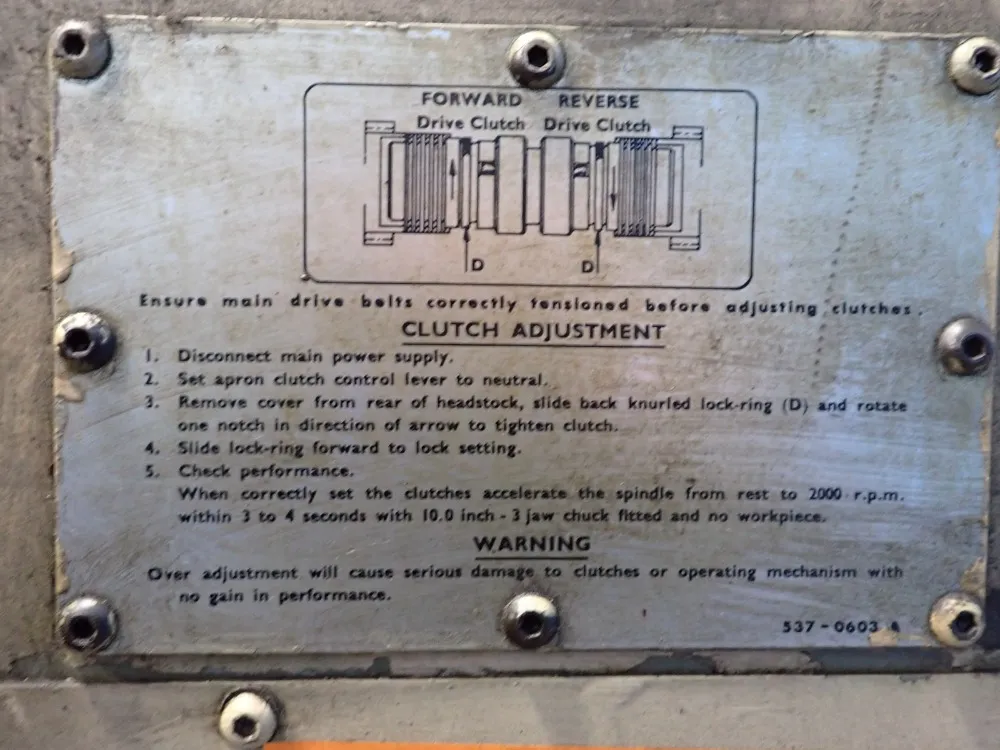 FORWARD REVERSE
Drive Clutch Drive Clutch
D D
Ensure main drive belts correctly tensioned before adjusting clutches.
CLUTCH ADJUSTMENT
1. Disconnect main power supply.
2. Set apron clutch control lever to neutral.
3. Remove cover from rear of headstock, slide back knurled lock-ring (D) and rotate
one notch in direction of arrow to tighten clutch.
4. Slide lock-ring forward to lock setting.
5. Check performance.
When correctly set the clutches accelerate the spindle from rest to 2000 r.p.m.
within 3 to 4 seconds with 10.0 inch - 3 jaw chuck fitted and no workpiece.
WARNING
Over adjustment will cause serious damage to clutches or operating mechanism with
no gain in performance.
537-0603